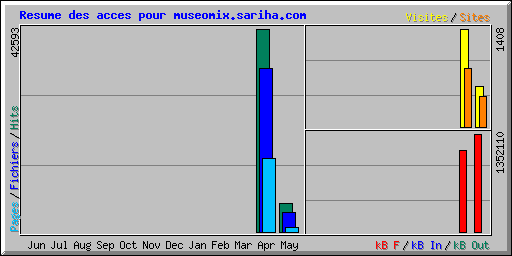 Resume des acces pour museomix.sariha.com
Visites/Sites
42593
1408
Pages/Fichiers/Hits
1352110
Jun Jul Aug Sep Oct Nov Dec Jan Feb Mar Apr May
kB F/kB In/kB Out